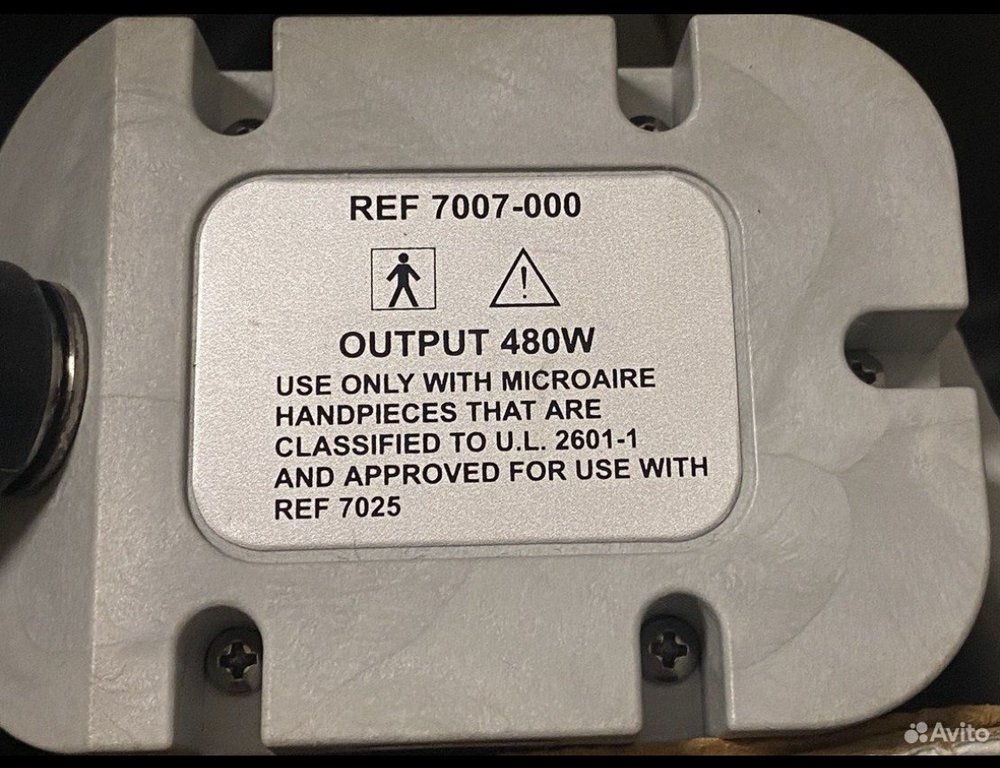 REF 7007-000
OUTPUT 480W
USE ONLY WITH MICROAIRE
HANDPIECES THAT ARE
CLASSIFIED TO U.L. 2601-1
AND APPROVED FOR USE WITH
REF 7025
Avito